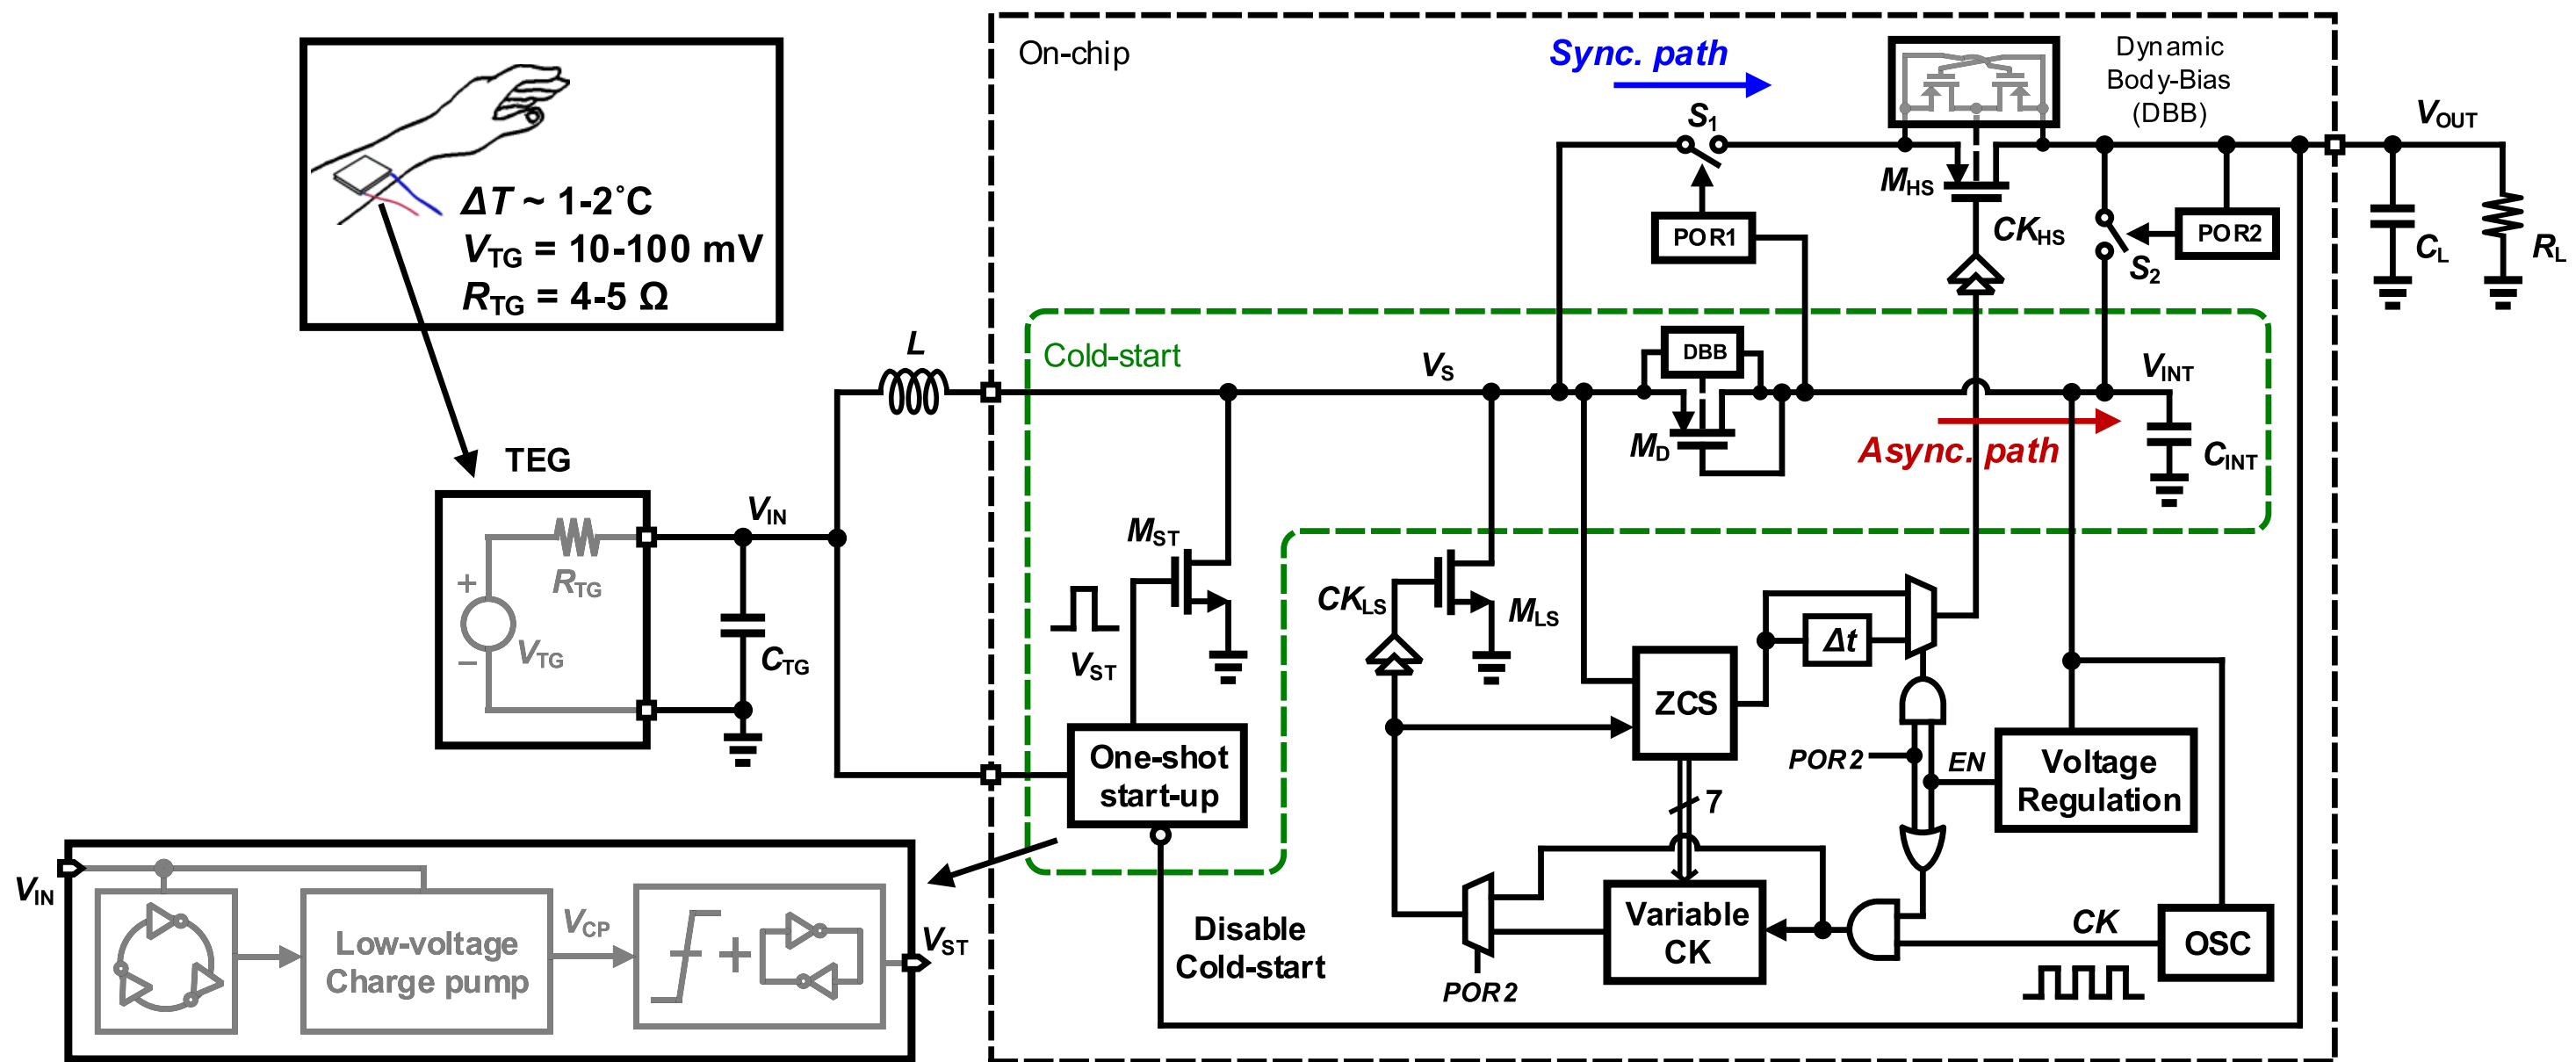 On-chip
Sync. path
Dynamic
Body-Bias
(DBB)
S1
MHS
CKHS
POR1
POR2
S2
VOUT
CL
RL
ΔT ~ 1-2˚C
VTG = 10-100 mV
RTG = 4-5 Ω
L
Cold-start
VS
DBB
MD
VINT
Async. path
CINT
TEG
VIN
+
RTG
VTG
−
CTG
MST
VST
CKLS
MLS
ZCS
Δt
One-shot
start-up
POR2
EN
Voltage
Regulation
7
VIN
Low-voltage
Charge pump
VCP
+
VST
Disable
Cold-start
POR2
Variable
CK
CK
OSC